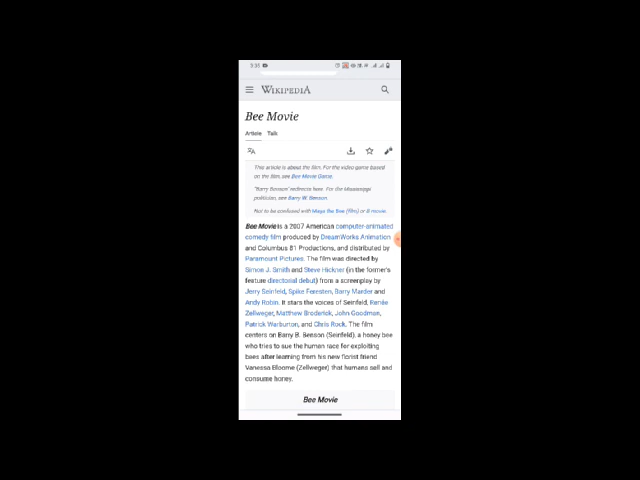 3:35
WIKIPEDIA
Bee Movie
Article Talk
This article is about the film. For the video game based
on the film, see Bee Movie Game.
"Barry Benson" redirects here. For the Mississippi
politician, see Barry W. Benson.
Not to be confused with Maya the Bee (film) or B movie.
Bee Movie is a 2007 American computer-animated
comedy film produced by DreamWorks Animation
and Columbus 81 Productions, and distributed by
Paramount Pictures. The film was directed by
Simon J. Smith and Steve Hickner (in the former's
feature directorial debut) from a screenplay by
Jerry Seinfeld, Spike Feresten, Barry Marder and
Andy Robin. It stars the voices of Seinfeld, Renée
Zellweger, Matthew Broderick, John Goodman,
Patrick Warburton, and Chris Rock. The film
centers on Barry B. Benson (Seinfeld), a honey bee
who tries to sue the human race for exploiting
bees after learning from his new florist friend
Vanessa Bloome (Zellweger) that humans sell and
consume honey.
Bee Movie